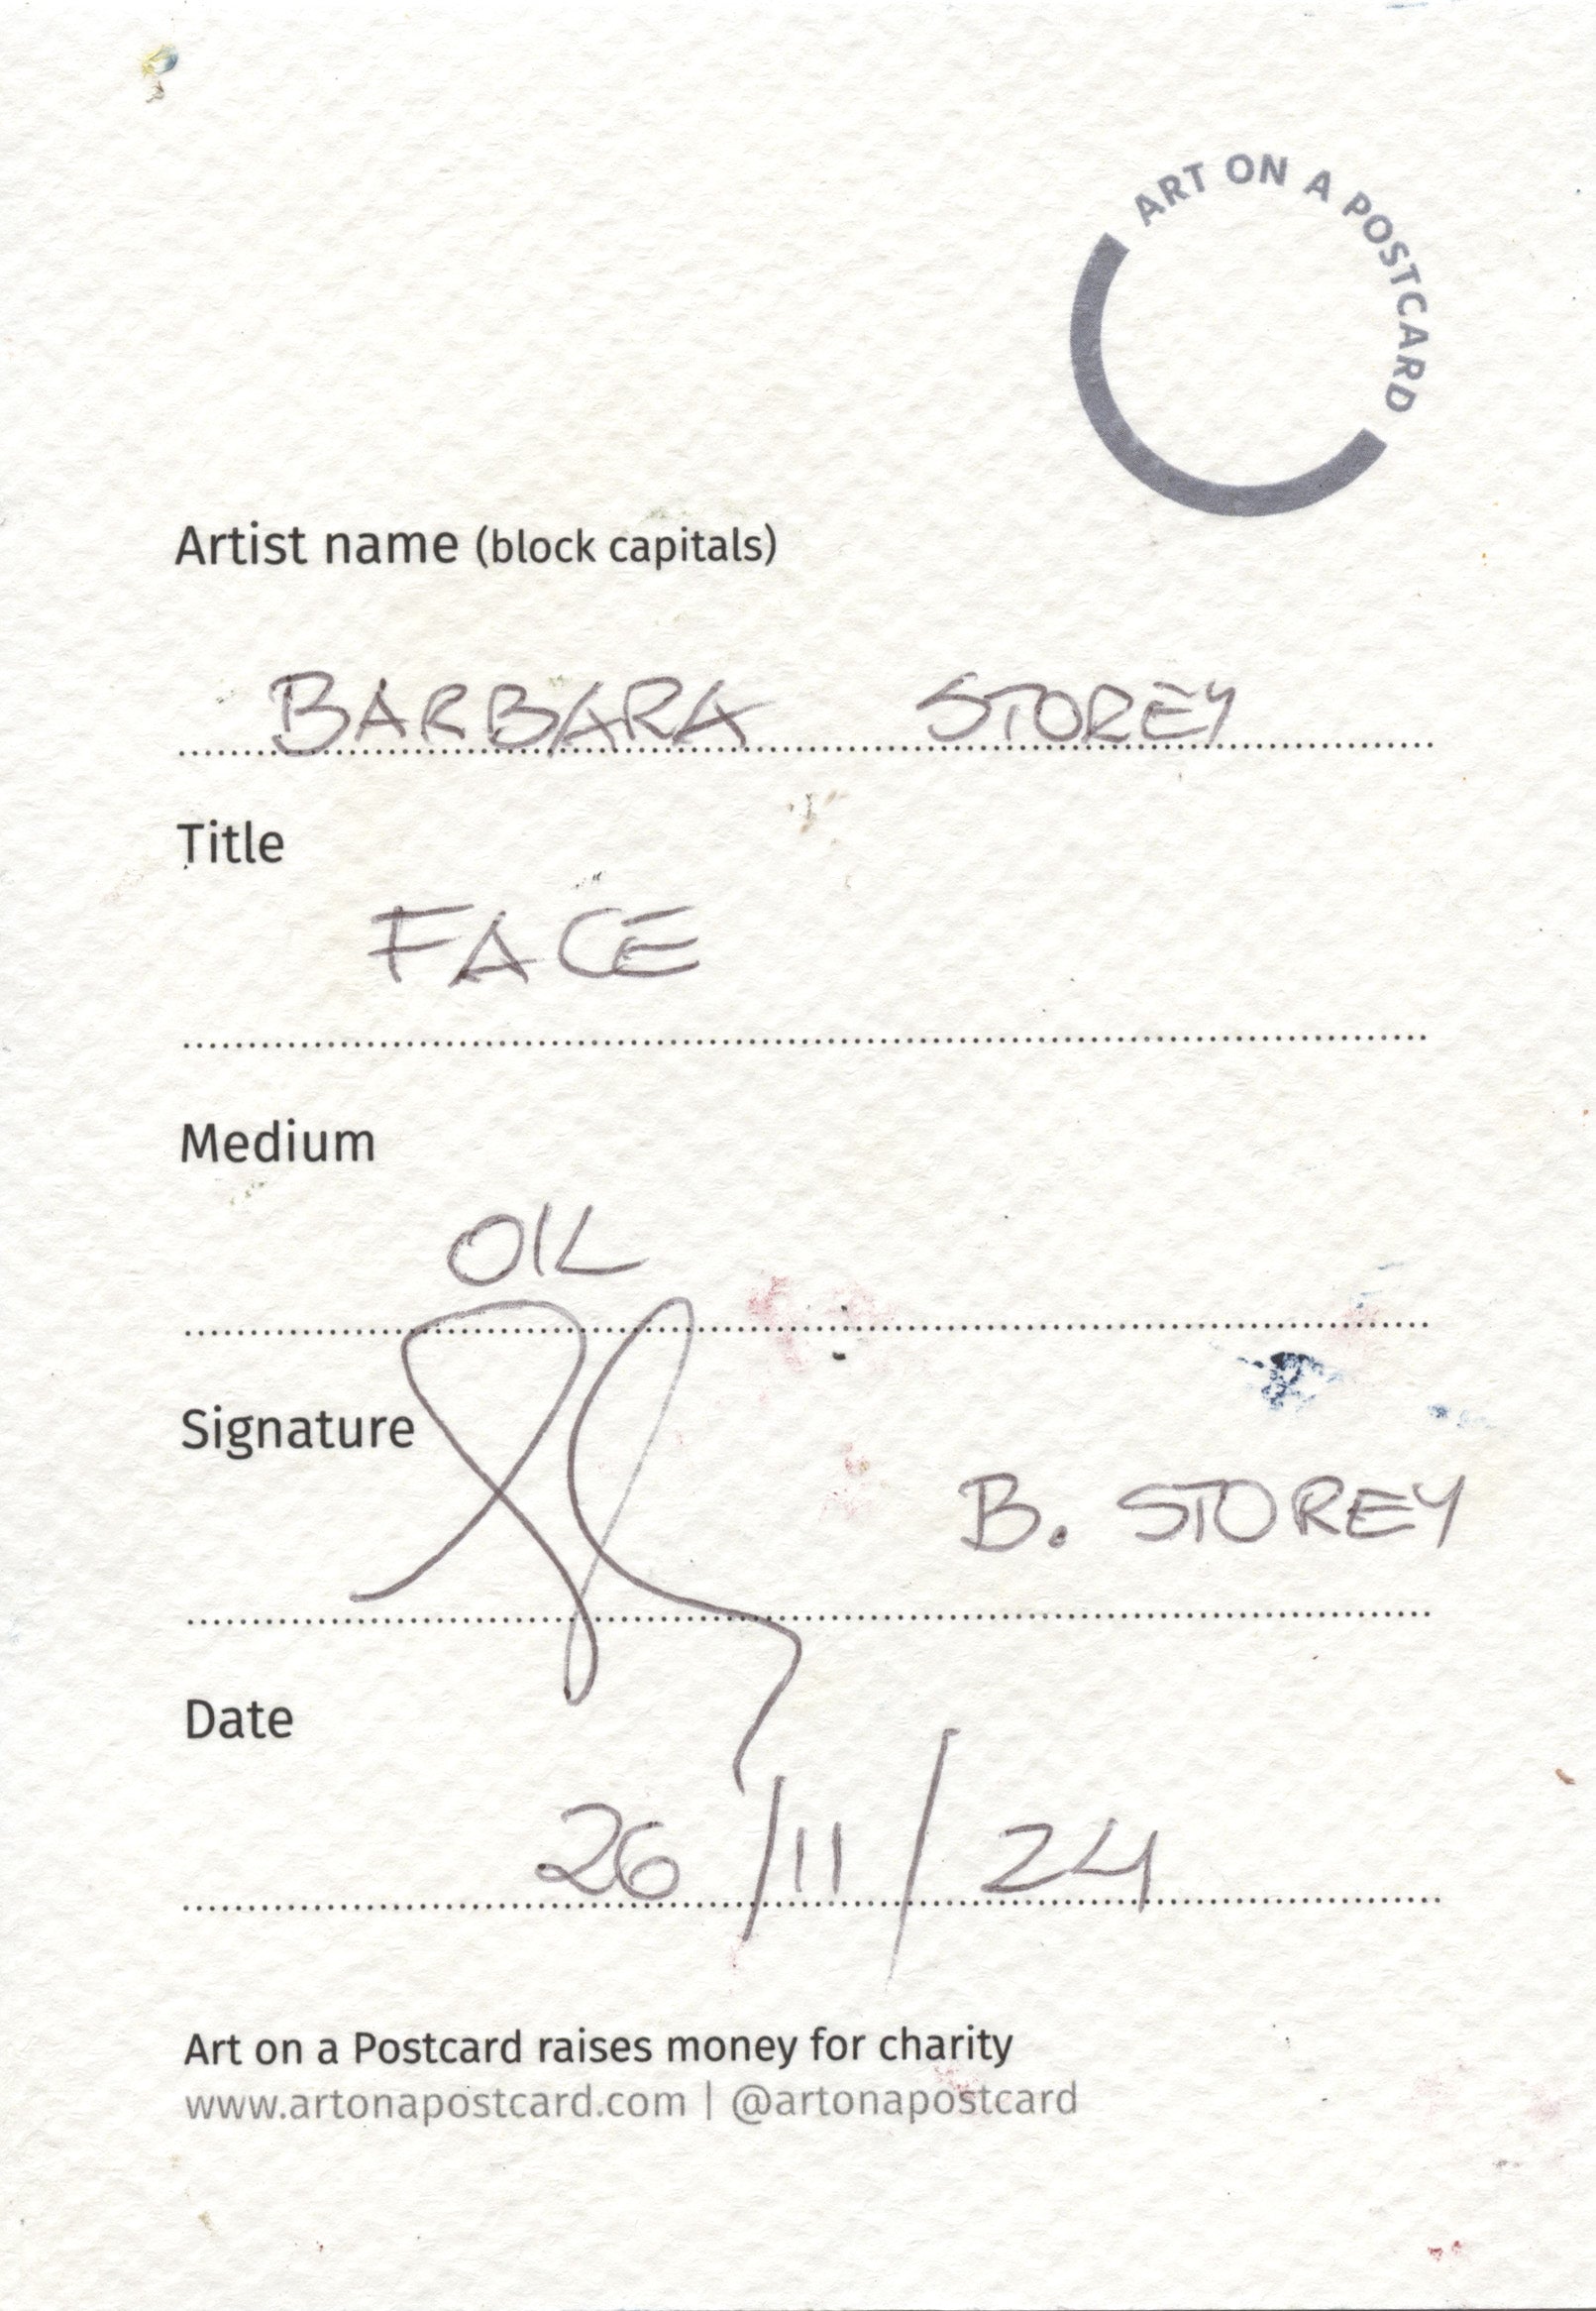 ART ON A POSTCARD
Artist name (block capitals)
BARBARA STOREY
Title
FACE
Medium
OIL
Signature
B. STOREY
Date
26/11/24
Art on a Postcard raises money for charity
www.artonapostcard.com | @artonapostcard